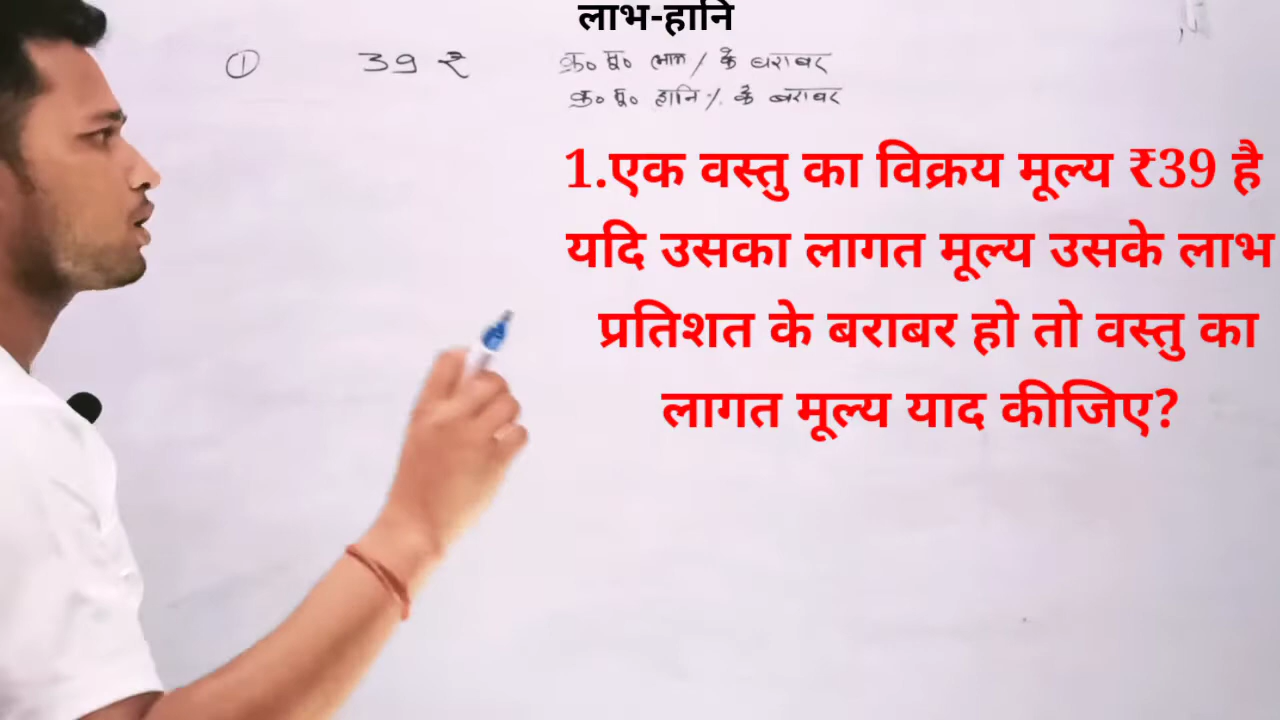 लाभ-हानि
① 39 ₹ क्र० मू० लाभ / के बराबर
क्र० मू० हानि % के बराबर
1.एक वस्तु का विक्रय मूल्य ₹39 है
यदि उसका लागत मूल्य उसके लाभ
प्रतिशत के बराबर हो तो वस्तु का
लागत मूल्य याद कीजिए?